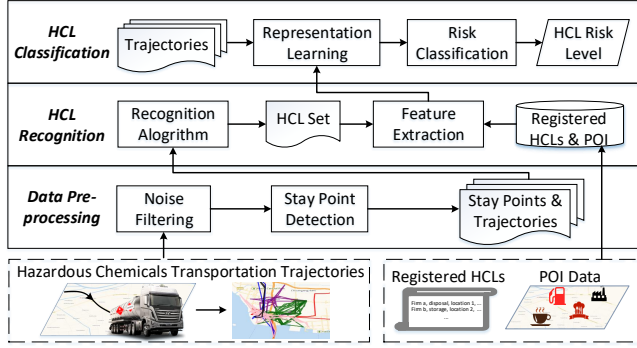 HCL
Classification
Trajectories
Representation
Learning
Risk
Classification
HCL Risk
Level
HCL
Recognition
Recognition
Alogrithm
HCL Set
Feature
Extraction
Registered
HCLs & POI
Data Pre-
processing
Noise
Filtering
Stay Point
Detection
Stay Points &
Trajectories
Hazardous Chemicals Transportation Trajectories
Registered HCLs
POI Data
Firm a, disposal, location 1, ...
Firm b, storage, location 2, ...
...